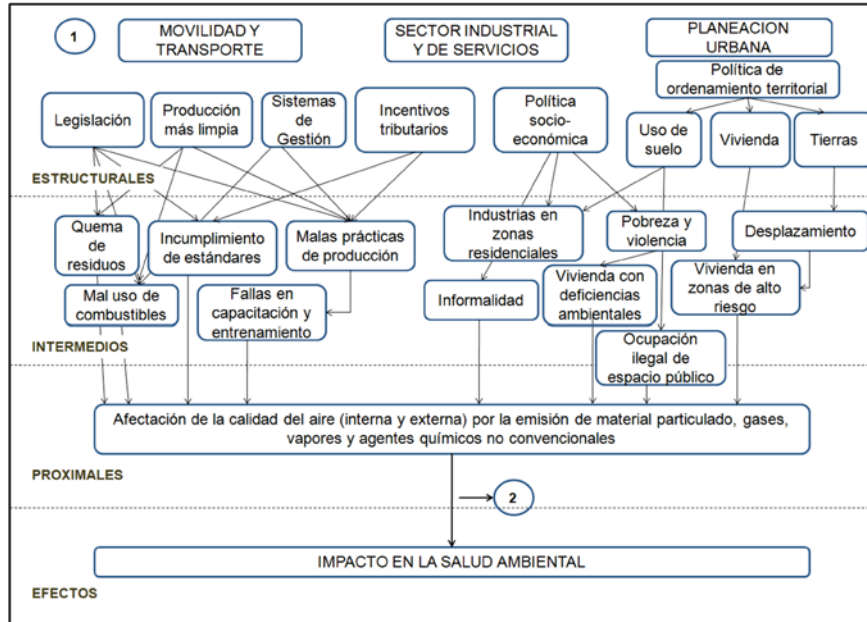 1
MOVILIDAD Y
TRANSPORTE
SECTOR INDUSTRIAL
Y DE SERVICIOS
PLANEACION
URBANA
Política de
ordenamiento territorial
Legislación
Producción
más limpia
Sistemas
de
Gestión
Incentivos
tributarios
Política
socio-
económica
Uso de
suelo
Vivienda
Tierras
ESTRUCTURALES
Quema
de
residuos
Incumplimiento
de estándares
Malas prácticas
de producción
Industrias en
zonas
residenciales
Pobreza y
violencia
Desplazamiento
Mal uso de
combustibles
Fallas en
capacitación y
entrenamiento
Informalidad
Vivienda con
deficiencias
ambientales
Vivienda en
zonas de alto
riesgo
Ocupación
ilegal de
espacio público
INTERMEDIOS
Afectación de la calidad del aire (interna y externa) por la emisión de material particulado, gases,
vapores y agentes químicos no convencionales
PROXIMALES
2
IMPACTO EN LA SALUD AMBIENTAL
EFECTOS